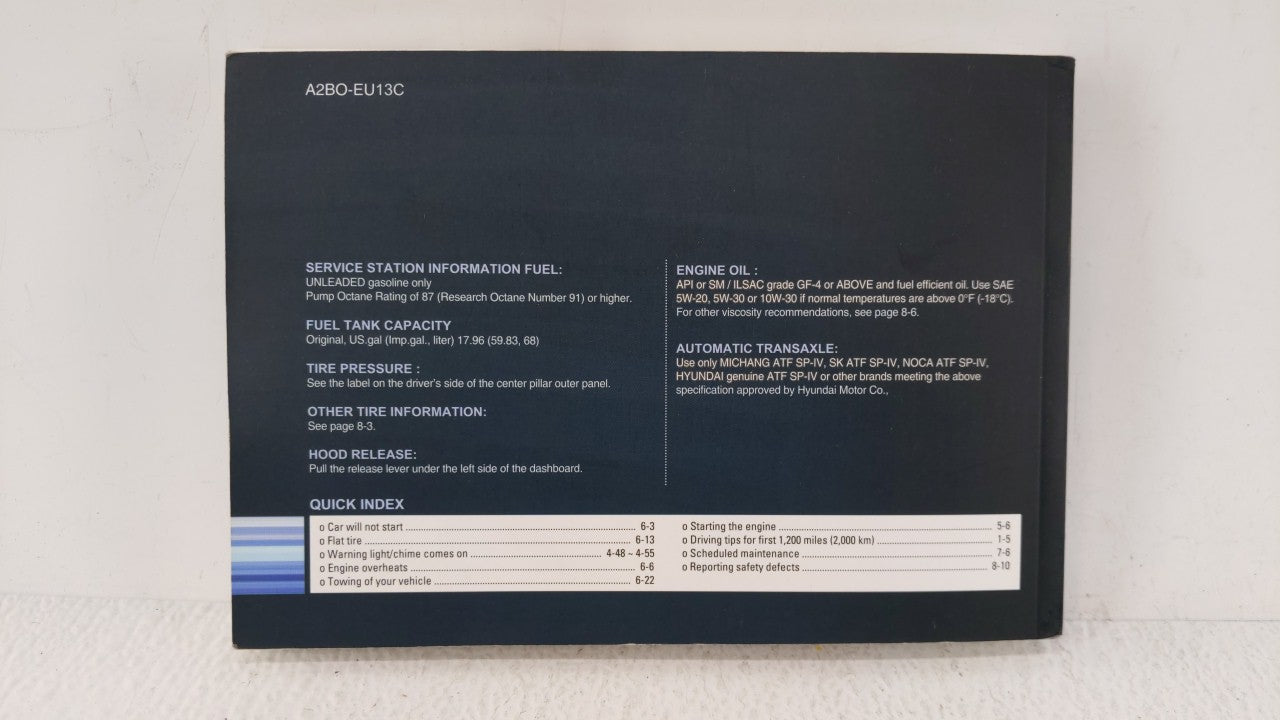 A2BO-EU13C
SERVICE STATION INFORMATION FUEL:
UNLEADED gasoline only
Pump Octane Rating of 87 (Research Octane Number 91) or higher.
FUEL TANK CAPACITY
Original, US.gal (Imp.gal., liter) 17.96 (59.83, 68)
TIRE PRESSURE :
See the label on the driver's side of the center pillar outer panel.
OTHER TIRE INFORMATION:
See page 8-3.
HOOD RELEASE:
Pull the release lever under the left side of the dashboard.
ENGINE OIL :
API or SM / ILSAC grade GF-4 or ABOVE and fuel efficient oil. Use SAE
5W-20, 5W-30 or 10W-30 if normal temperatures are above 0°F (-18°C).
For other viscosity recommendations, see page 8-6.
AUTOMATIC TRANSAXLE:
Use only MICHANG ATF SP-IV, SK ATF SP-IV, NOCA ATF SP-IV,
HYUNDAI genuine ATF SP-IV or other brands meeting the above
specification approved by Hyundai Motor Co.,
QUICK INDEX
o Car will not start ........ 6-3
o Flat tire ........ 6-13
o Warning light/chime comes on ........ 4-48 ~ 4-55
o Engine overheats ........ 6-6
o Towing of your vehicle ........ 6-22
o Starting the engine ........ 5-6
o Driving tips for first 1,200 miles (2,000 km) ........ 1-5
o Scheduled maintenance ........ 7-6
o Reporting safety defects ........ 8-10